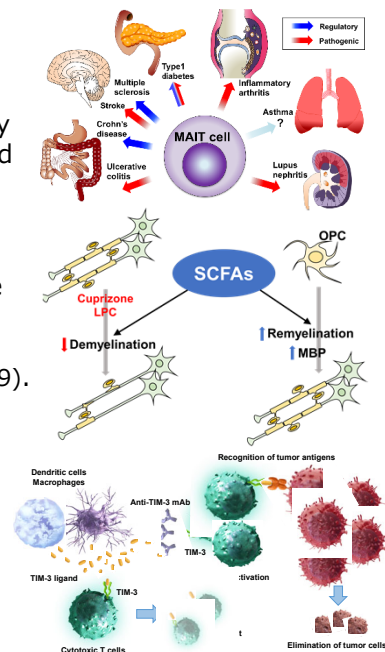 Regulatory
Pathogenic
Type1
diabetes
Multiple
sclerosis
Stroke
Crohn's
disease
Ulcerative
colitis
MAIT cell
Inflammatory
arthritis
Asthma
?
Lupus
nephritis
y
d
e
9).
OPC
SCFAs
Cuprizone
LPC
Demyelination
Remyelination
MBP
Recognition of tumor antigens
Dendritic cells
Macrophages
Anti-TIM-3 mAb
TIM-3
TIM-3 ligand
TIM-3
ctivation
t
Cytotoxic T cells
Elimination of tumor cells